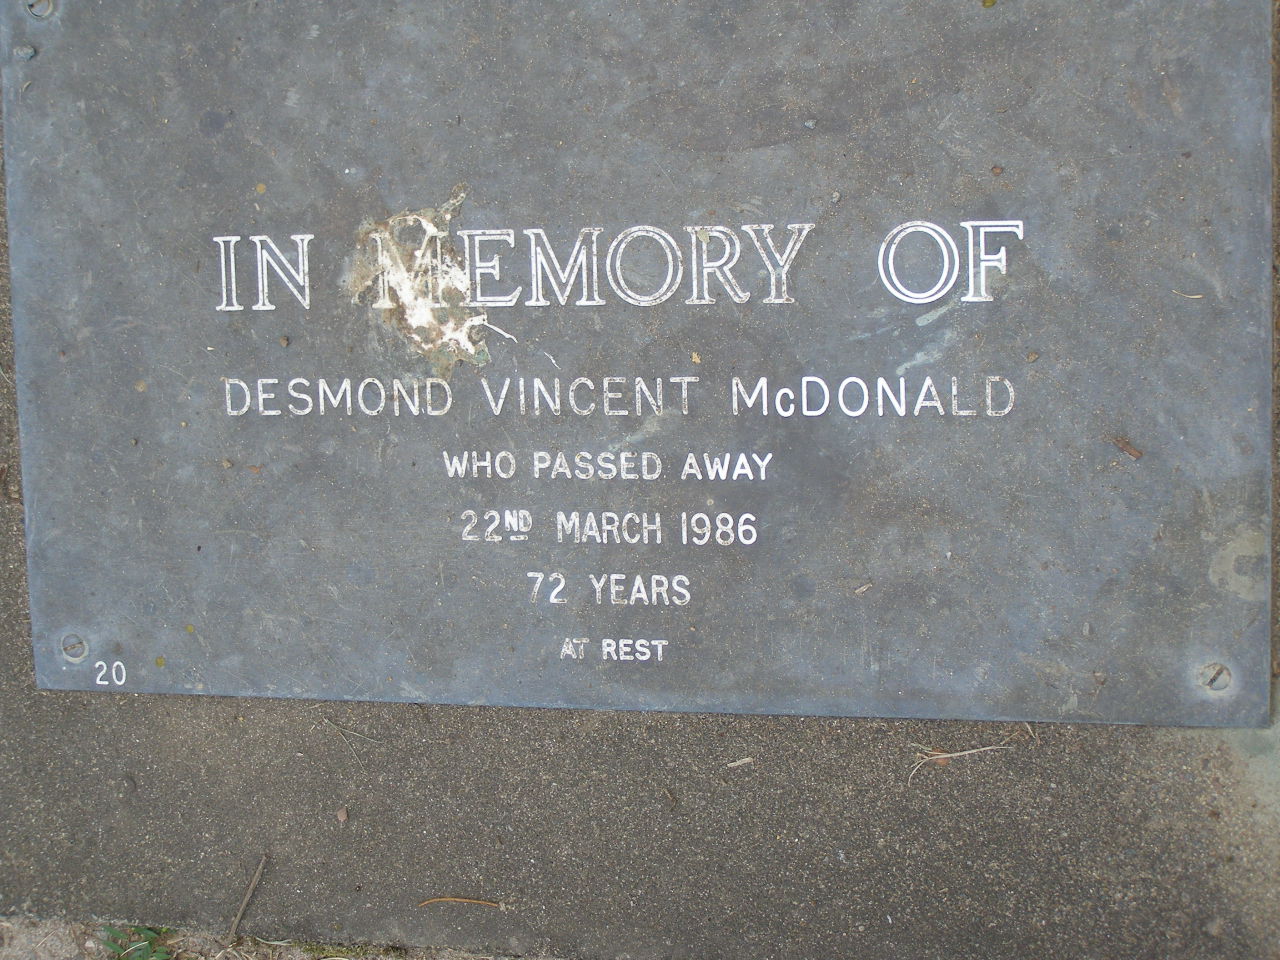 IN MEMORY OF
DESMOND VINCENT McDONALD
WHO PASSED AWAY
22ND MARCH 1986
72 YEARS
AT REST
20